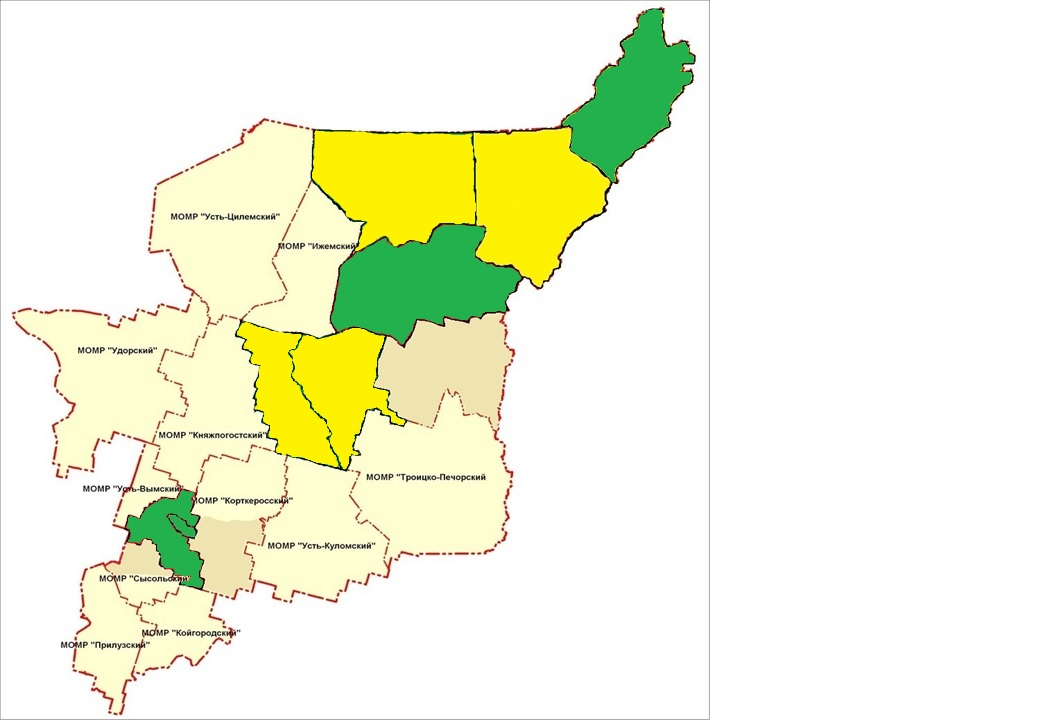 МОМР "Усть-Цилемский"
МОМР "Ижемский"
МОМР "Удорский"
МОМР "Княжпогостский"
МОМР "Троицко-Печорский
МОМР "Усть-Вымский"
МОМР "Корткеросский"
МОМР "Усть-Куломский"
МОМР "Сысольский"
МОМР "Койгородский"
МОМР "Прилузский"